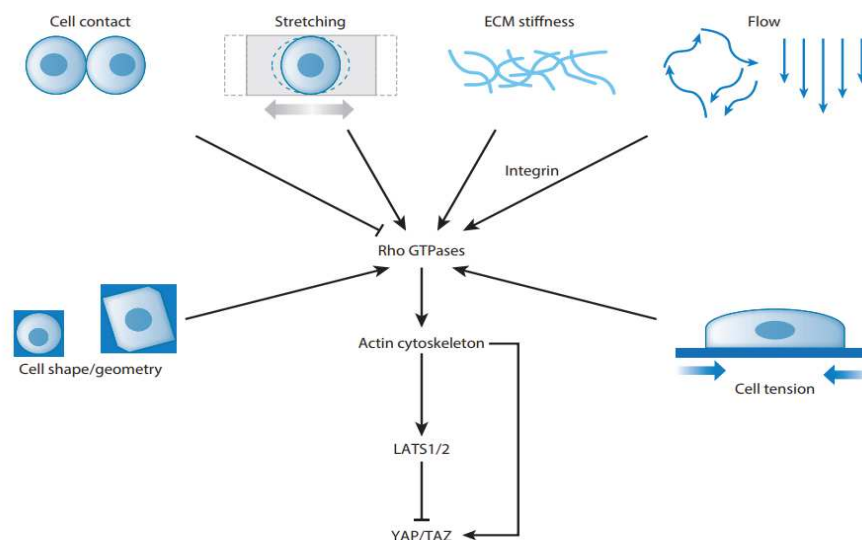 Cell contact
Stretching
ECM stiffness
Flow
Integrin
Rho GTPases
Cell shape/geometry
Actin cytoskeleton
Cell tension
LATS1/2
YAP/TAZ